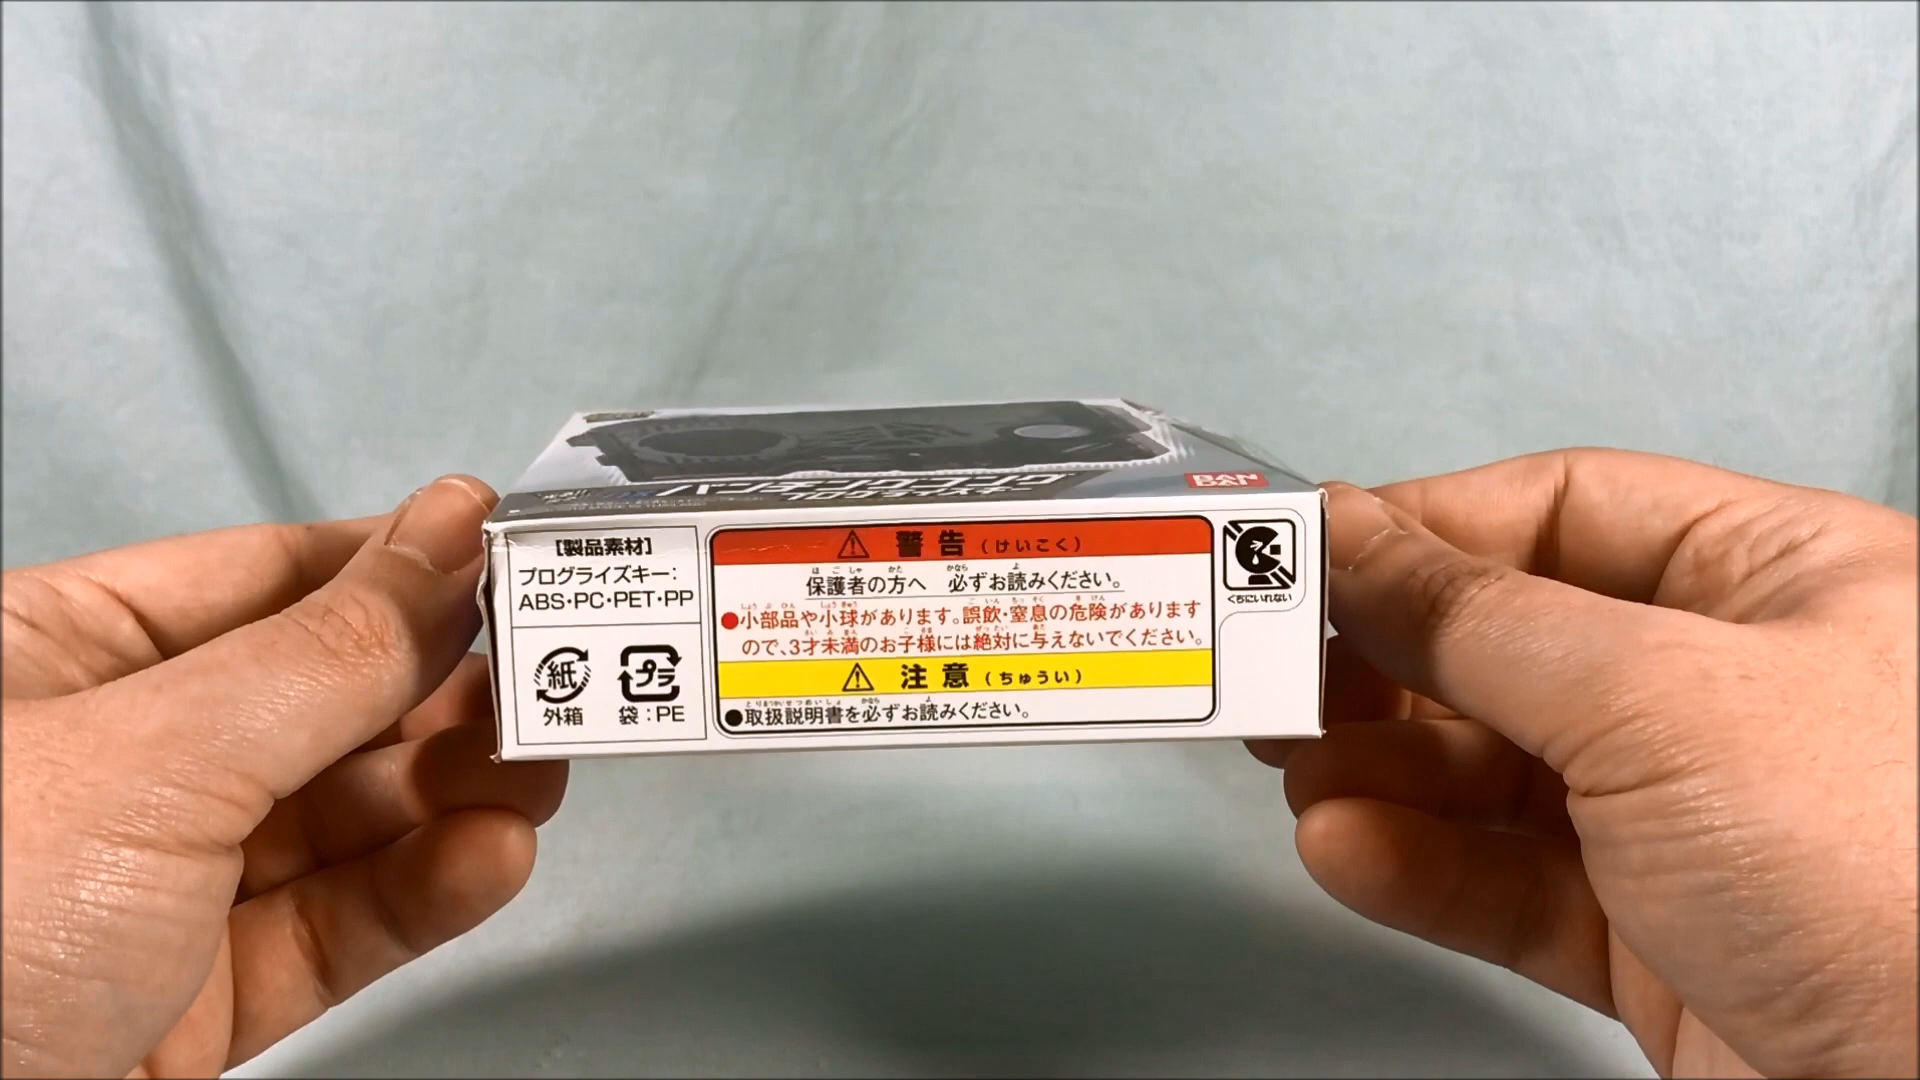 BAN
DAI
[製品素材]
プログライズキー:
ABS・PC・PET・PP
紙
外箱
プラ
袋:PE
警告(けいこく)
保護者の方へ 必ずお読みください。
●小部品や小球があります。誤飲・窒息の危険があります
ので、3才未満のお子様には絶対に与えないでください。
注意(ちゅうい)
●取扱説明書を必ずお読みください。
くちにいれない